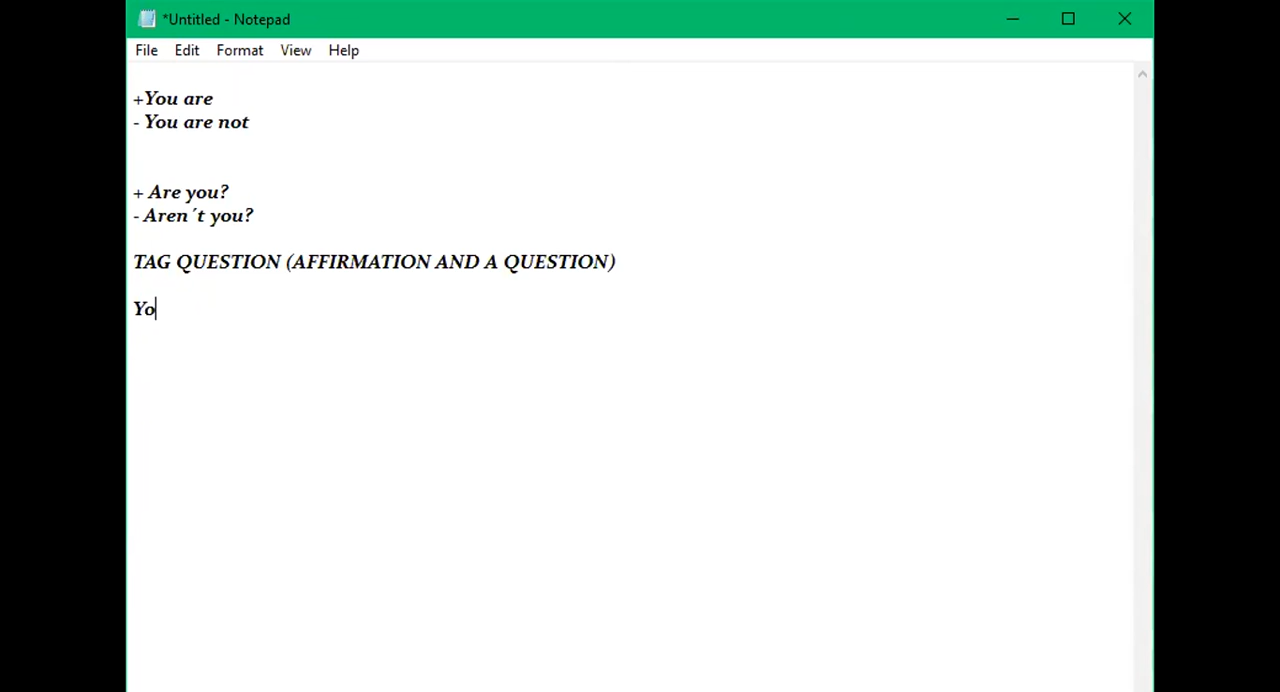 *Untitled - Notepad
File Edit Format View Help
+You are
- You are not
+ Are you?
- Aren´t you?
TAG QUESTION (AFFIRMATION AND A QUESTION)
Yo